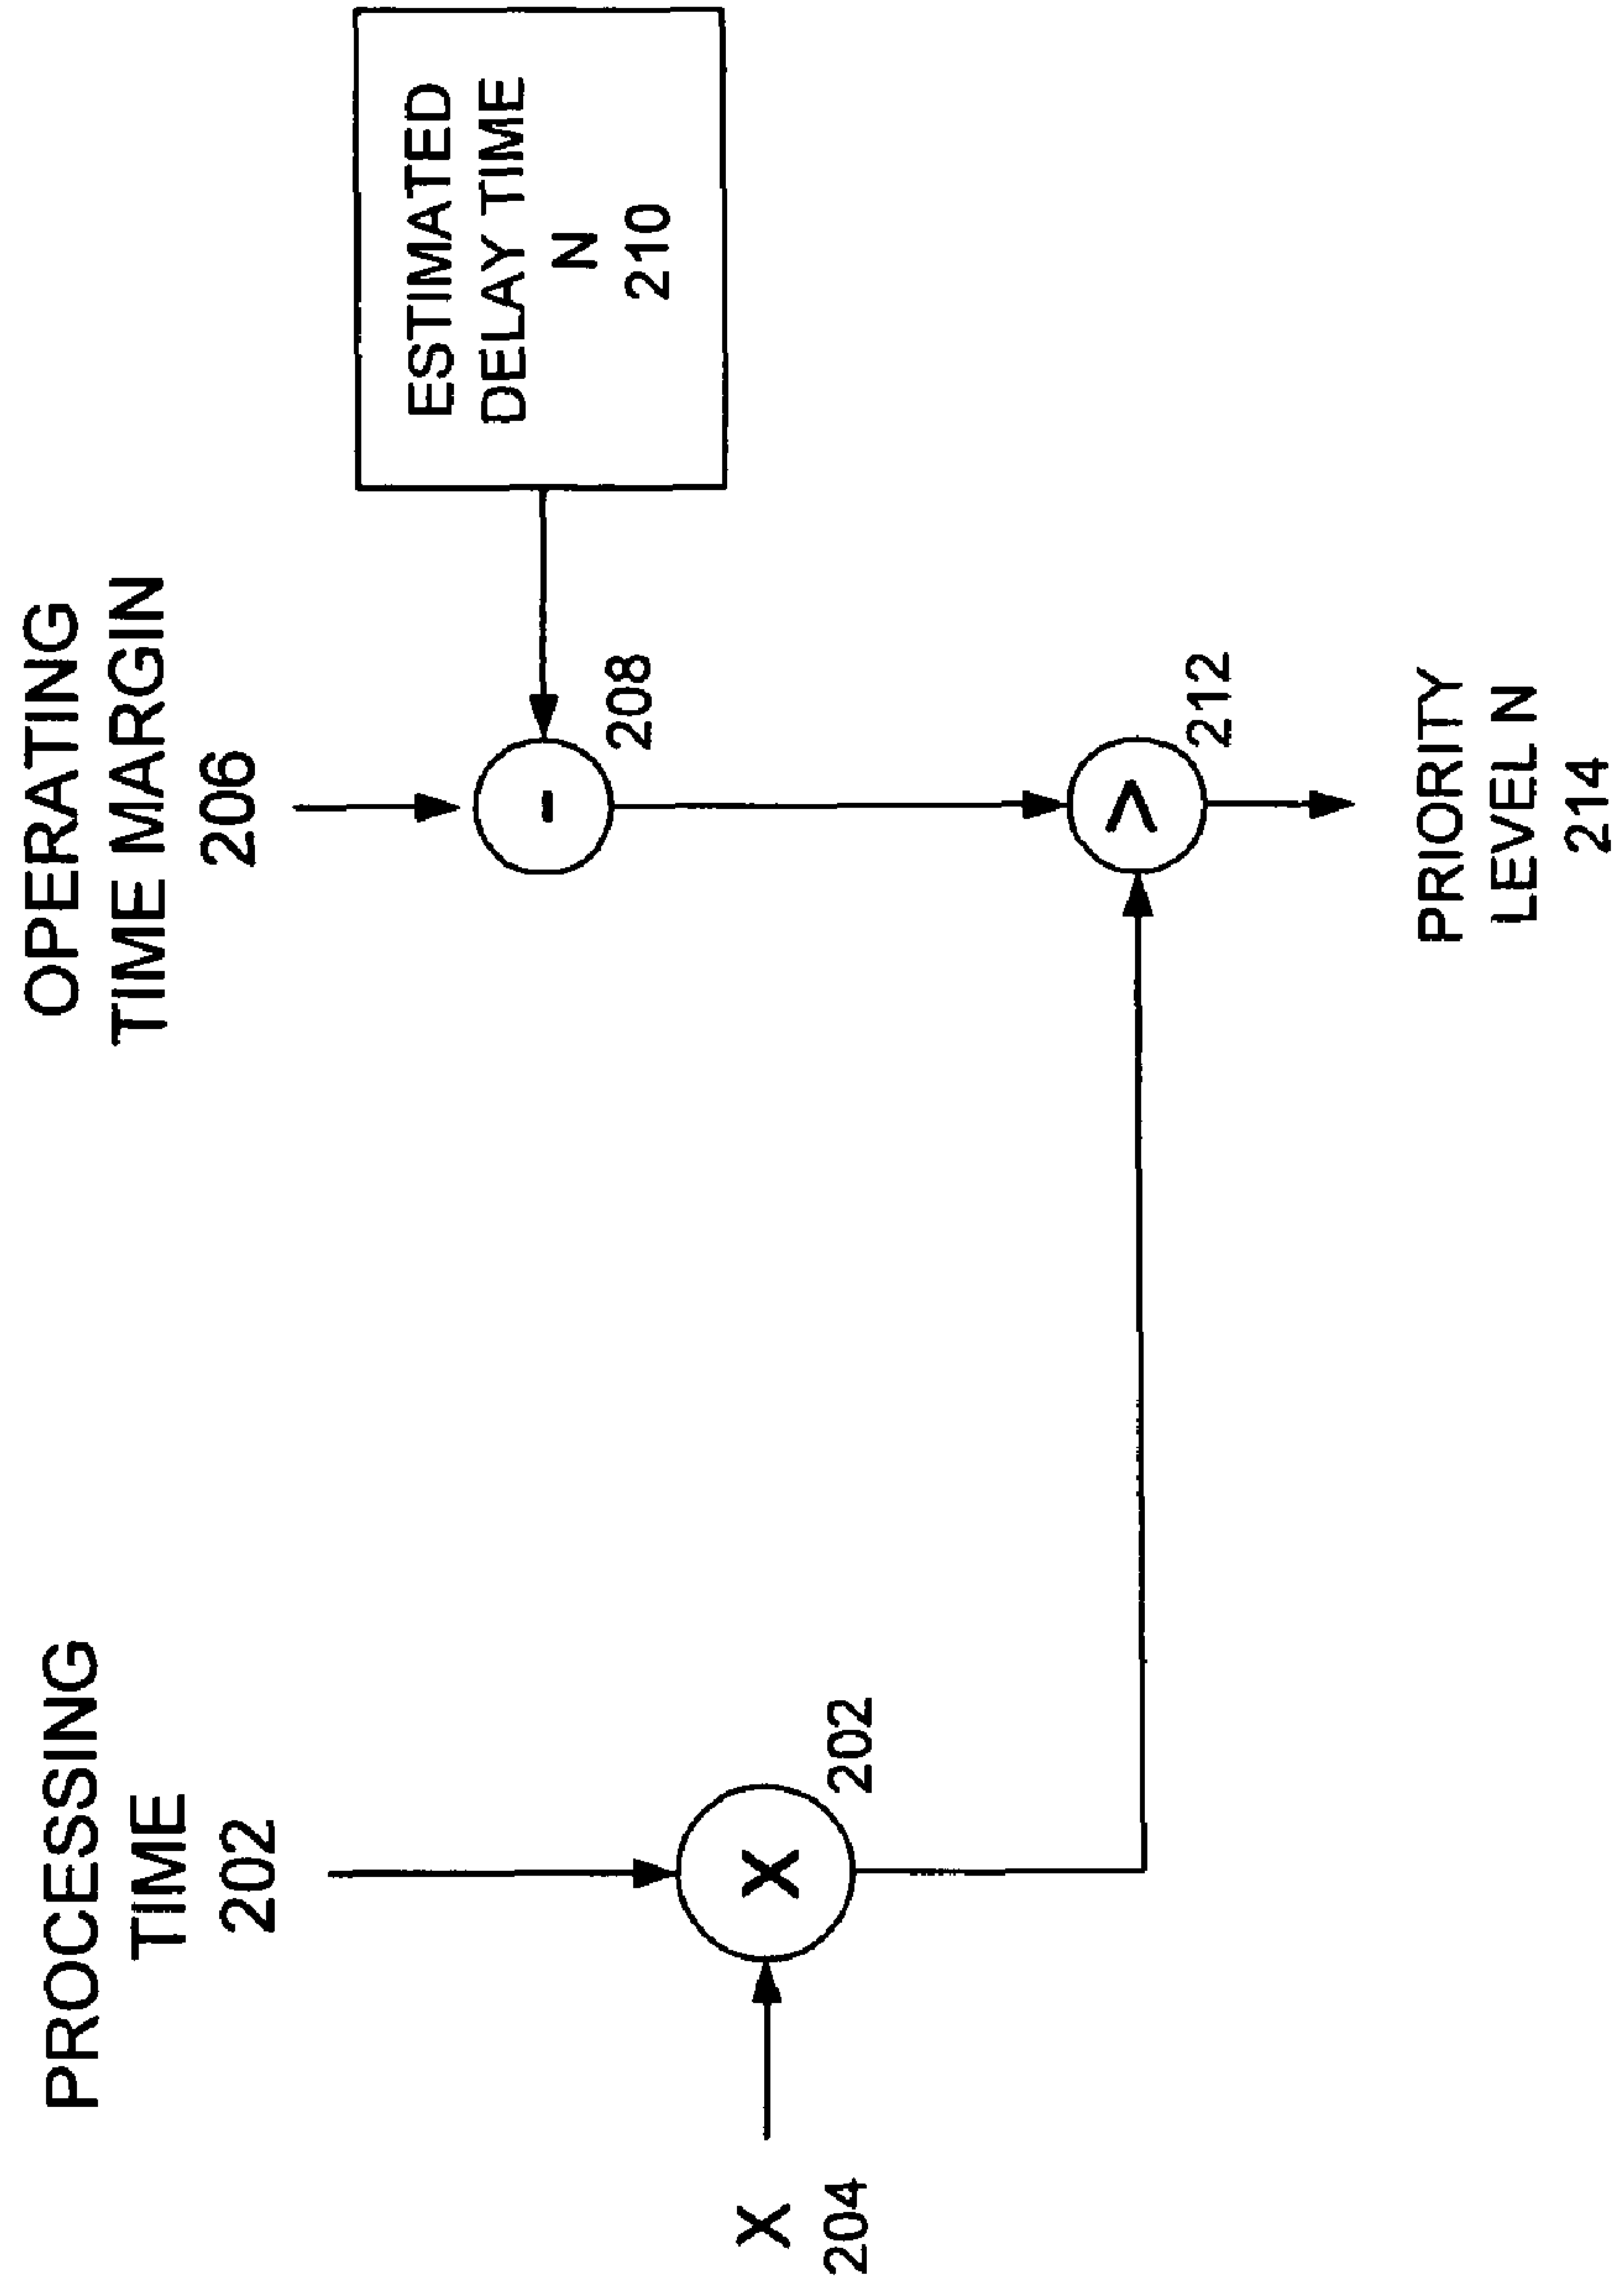 PROCESSING
TIME
202
OPERATING
TIME MARGIN
206
ESTIMATED
DELAY TIME
N
210
-
208
X
204
X
202
>
212
PRIORITY
LEVEL N
214